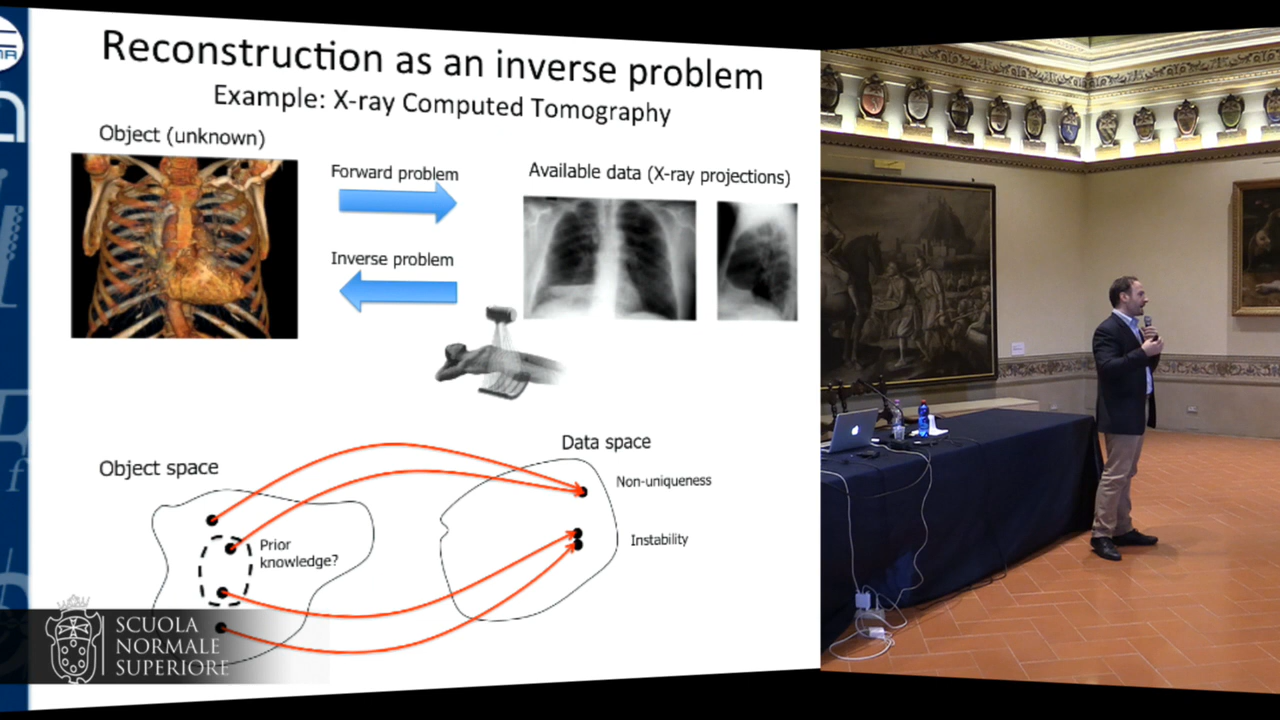 Reconstruction as an inverse problem
Example: X-ray Computed Tomography
Object (unknown)
Forward problem
Available data (X-ray projections)
Inverse problem
Data space
Object space
Non-uniqueness
Prior
knowledge?
Instability
SCUOLA
NORMALE
SUPERIORE